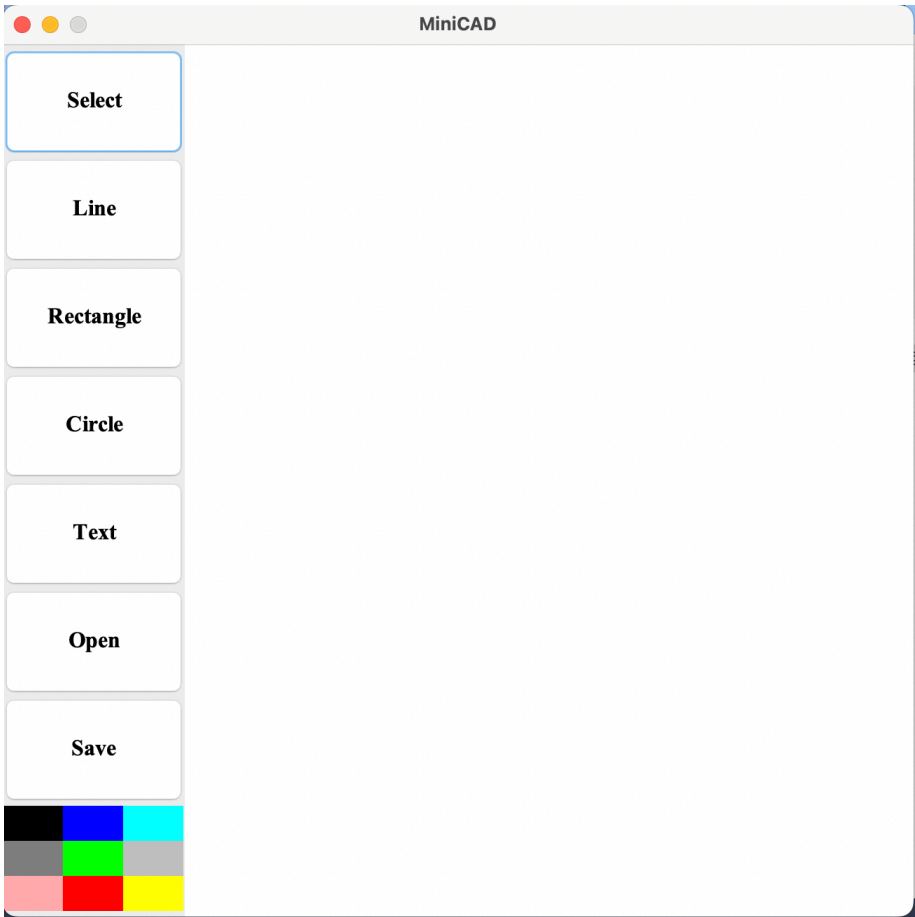 MiniCAD
Select
Line
Rectangle
Circle
Text
Open
Save